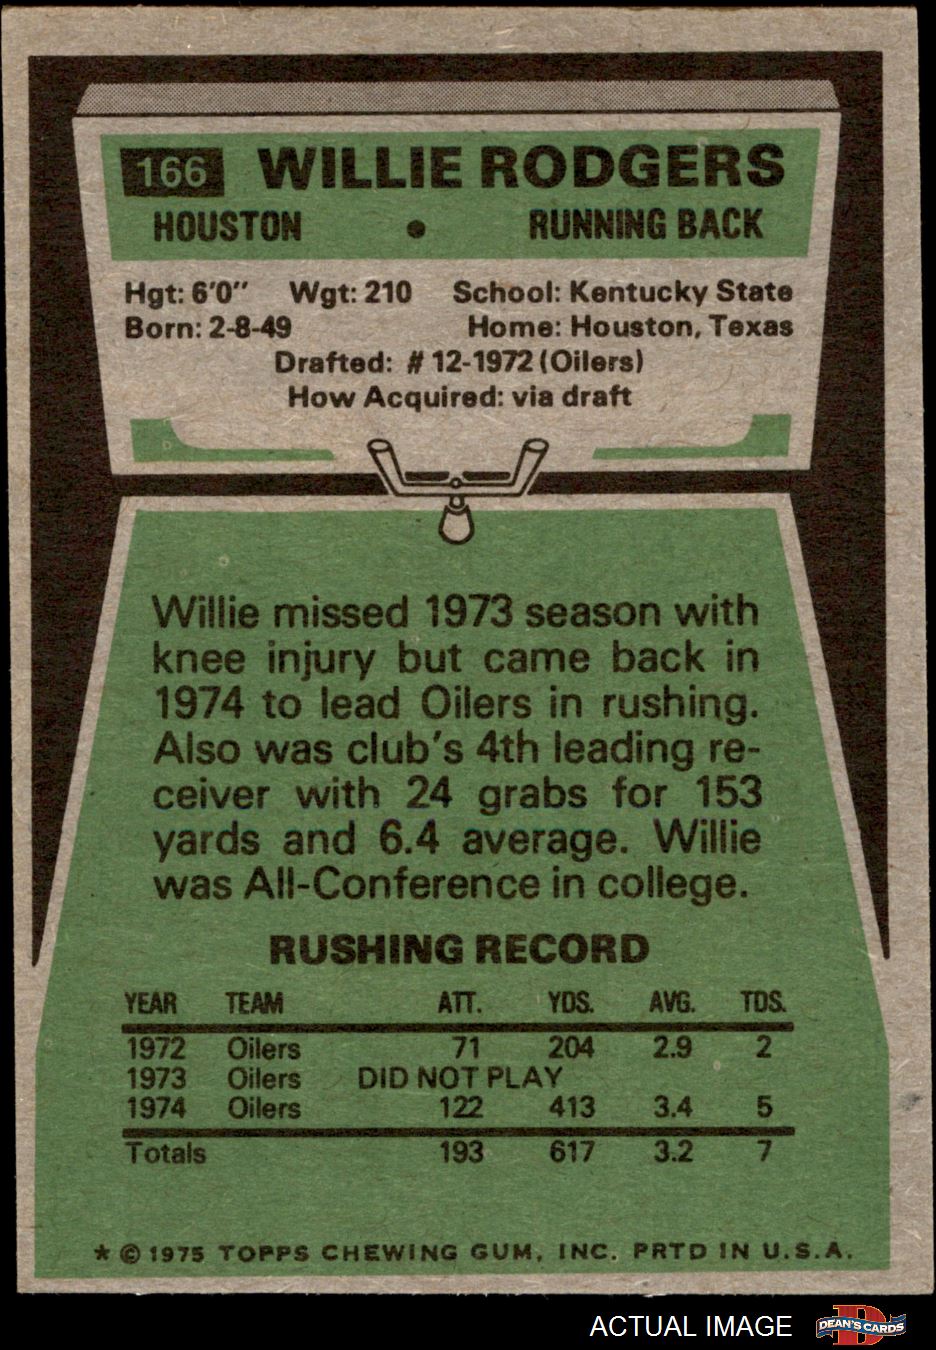 166 WILLIE RODGERS
HOUSTON • RUNNING BACK
Hgt: 6'0" Wgt: 210 School: Kentucky State
Born: 2-8-49 Home: Houston, Texas
Drafted: # 12-1972 (Oilers)
How Acquired: via draft
Willie missed 1973 season with
knee injury but came back in
1974 to lead Oilers in rushing.
Also was club's 4th leading re-
ceiver with 24 grabs for 153
yards and 6.4 average. Willie
was All-Conference in college.
RUSHING RECORD
YEAR TEAM ATT. YDS. AVG. TDS.
1972 Oilers 71 204 2.9 2
1973 Oilers DID NOT PLAY
1974 Oilers 122 413 3.4 5
Totals 193 617 3.2 7
* © 1975 TOPPS CHEWING GUM, INC. PRTD IN U.S.A.
ACTUAL IMAGE
D
DEAN'S CARDS